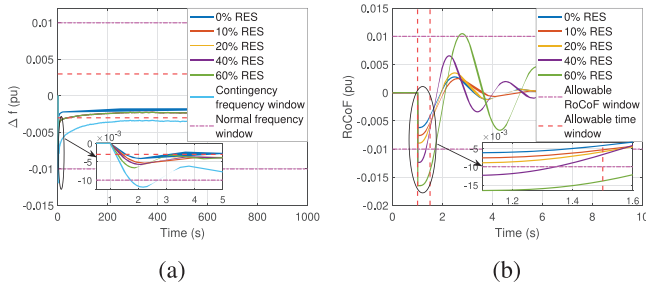 0.01
0.005
0
-0.005
-0.01
-0.015
Δ f (pu)
0% RES
10% RES
20% RES
40% RES
60% RES
Contingency
frequency window
Normal frequency
window
×10⁻³
0
-5
-10
1 2 3 4 5
0 200 400 600 800 1000
Time (s)
(a)
0.015
0.01
0.005
0
-0.005
-0.01
-0.015
-0.02
RoCoF (pu)
0% RES
10% RES
20% RES
40% RES
60% RES
Allowable
RoCoF window
Allowable time
window
×10⁻³
-5
-10
-15
1.2 1.4 1.6
0 2 4 6 8 10
Time (s)
(b)